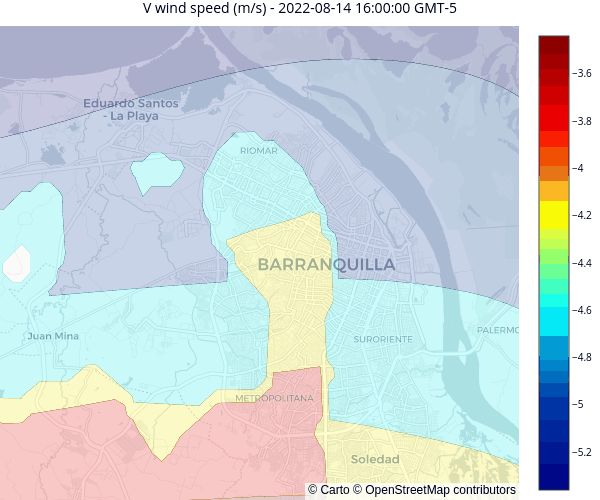 V wind speed (m/s) - 2022-08-14 16:00:00 GMT-5
Eduardo Santos
- La Playa
RIOMAR
BARRANQUILLA
Juan Mina
SURORIENTE
PALERMO
METROPOLITANA
Soledad
© Carto © OpenStreetMap contributors
−3.6
−3.8
−4
−4.2
−4.4
−4.6
−4.8
−5
−5.2